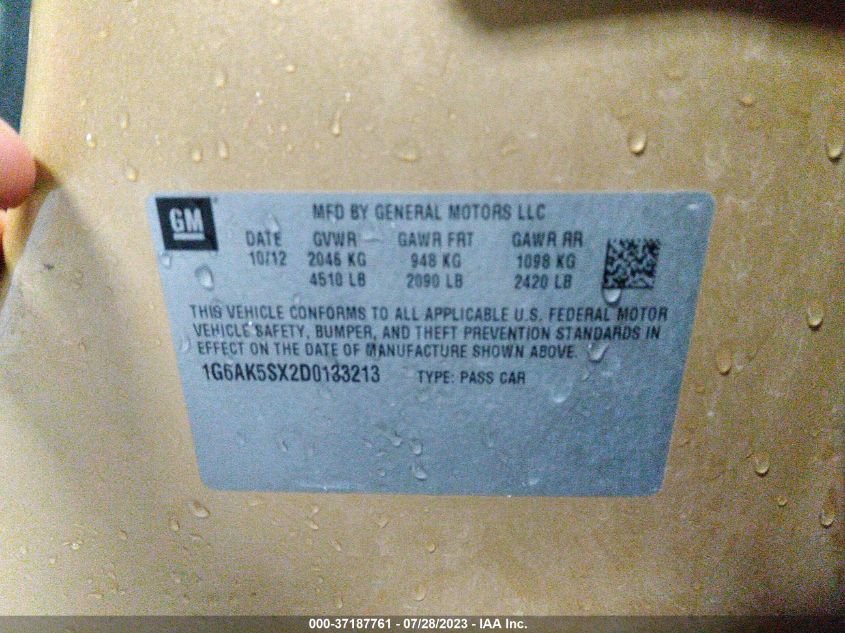 GM
MFD BY GENERAL MOTORS LLC
DATE GVWR GAWR FRT GAWR RR
10/12 2046 KG 948 KG 1098 KG
4510 LB 2090 LB 2420 LB
THIS VEHICLE CONFORMS TO ALL APPLICABLE U.S. FEDERAL MOTOR
VEHICLE SAFETY, BUMPER, AND THEFT PREVENTION STANDARDS IN
EFFECT ON THE DATE OF MANUFACTURE SHOWN ABOVE.
1G6AK5SX2D0133213 TYPE: PASS CAR
000-37187761 - 07/28/2023 - IAA Inc.